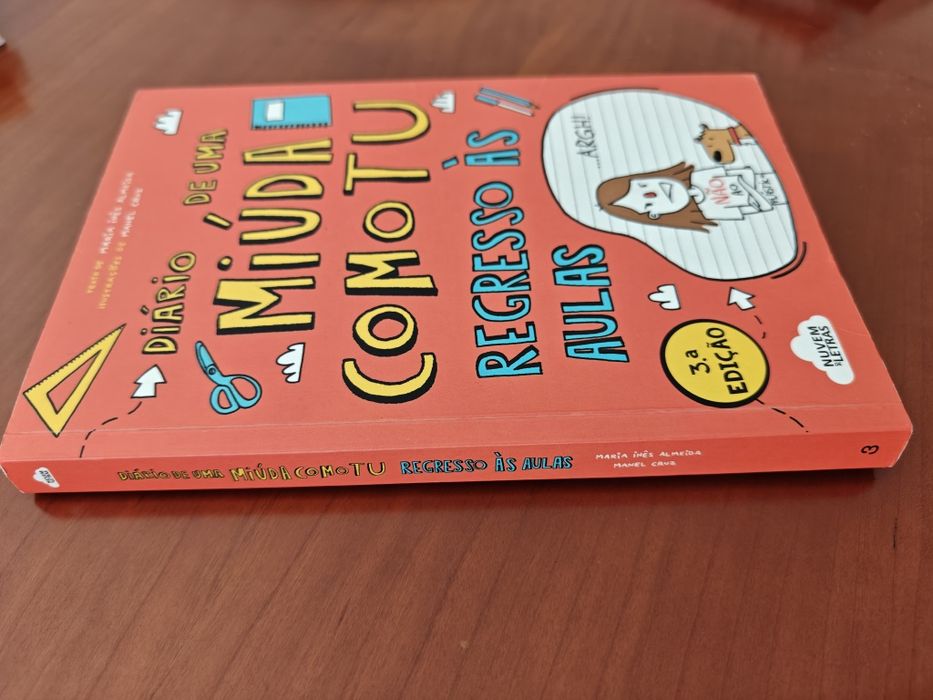 TEXTO DE MARIA INÊS ALMEIDA
ILUSTRAÇÕES DE MANEL CRUZ
DIÁRIO DE UMA
MIÚDA
COMO TU
REGRESSO ÀS
AULAS
...ARGH!
NÃO
AO
3.ª
EDIÇÃO
NUVEM
DE LETRAS
DIÁRIO DE UMA MIÚDA COMO TU REGRESSO ÀS AULAS
MARIA INÊS ALMEIDA
MANEL CRUZ
3